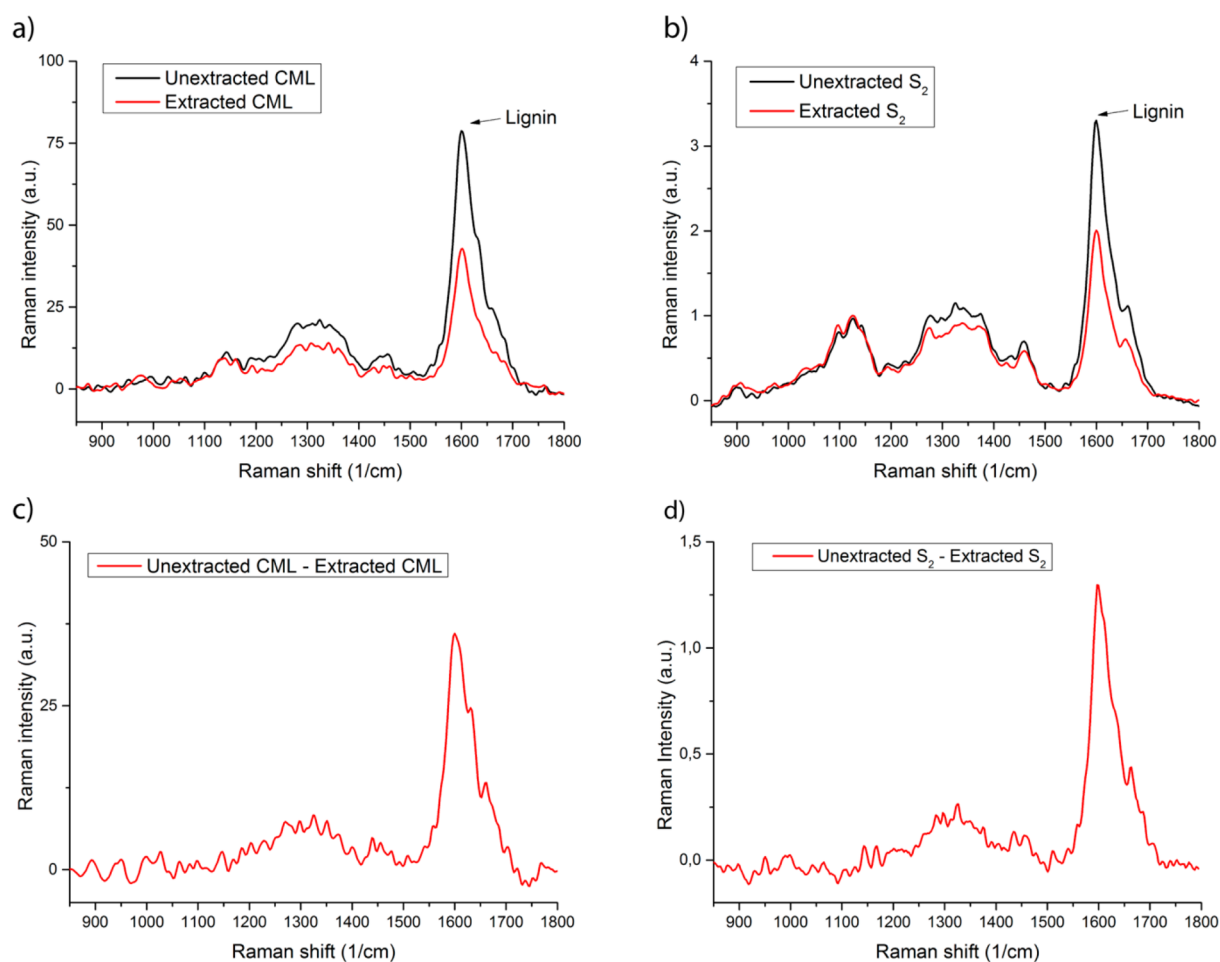 a)
100
75
50
25
0
Raman intensity (a.u.)
Unextracted CML
Extracted CML
Lignin
900 1000 1100 1200 1300 1400 1500 1600 1700 1800
Raman shift (1/cm)
b)
4
3
2
1
0
Raman intensity (a.u.)
Unextracted S₂
Extracted S₂
Lignin
900 1000 1100 1200 1300 1400 1500 1600 1700 1800
Raman shift (1/cm)
c)
50
25
0
Raman intensity (a.u.)
Unextracted CML - Extracted CML
900 1000 1100 1200 1300 1400 1500 1600 1700 1800
Raman shift (1/cm)
d)
1,5
1,0
0,5
0,0
Raman Intensity (a.u.)
Unextracted S₂ - Extracted S₂
900 1000 1100 1200 1300 1400 1500 1600 1700 1800
Raman shift (1/cm)